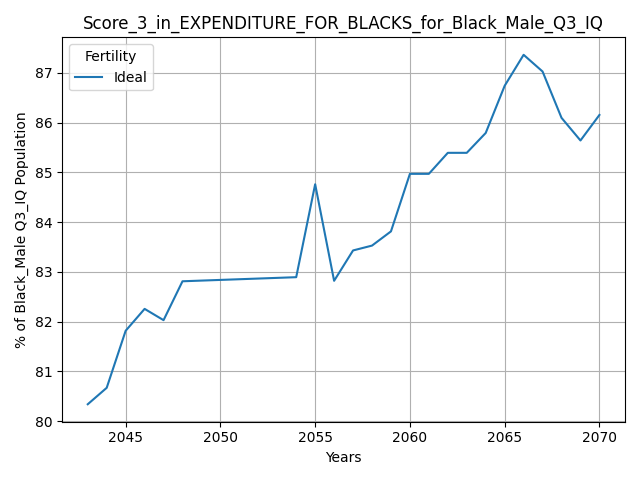 Score_3_in_EXPENDITURE_FOR_BLACKS_for_Black_Male_Q3_IQ
Fertility
Ideal
% of Black_Male Q3_IQ Population
87
86
85
84
83
82
81
80
2045
2050
2055
2060
2065
2070
Years